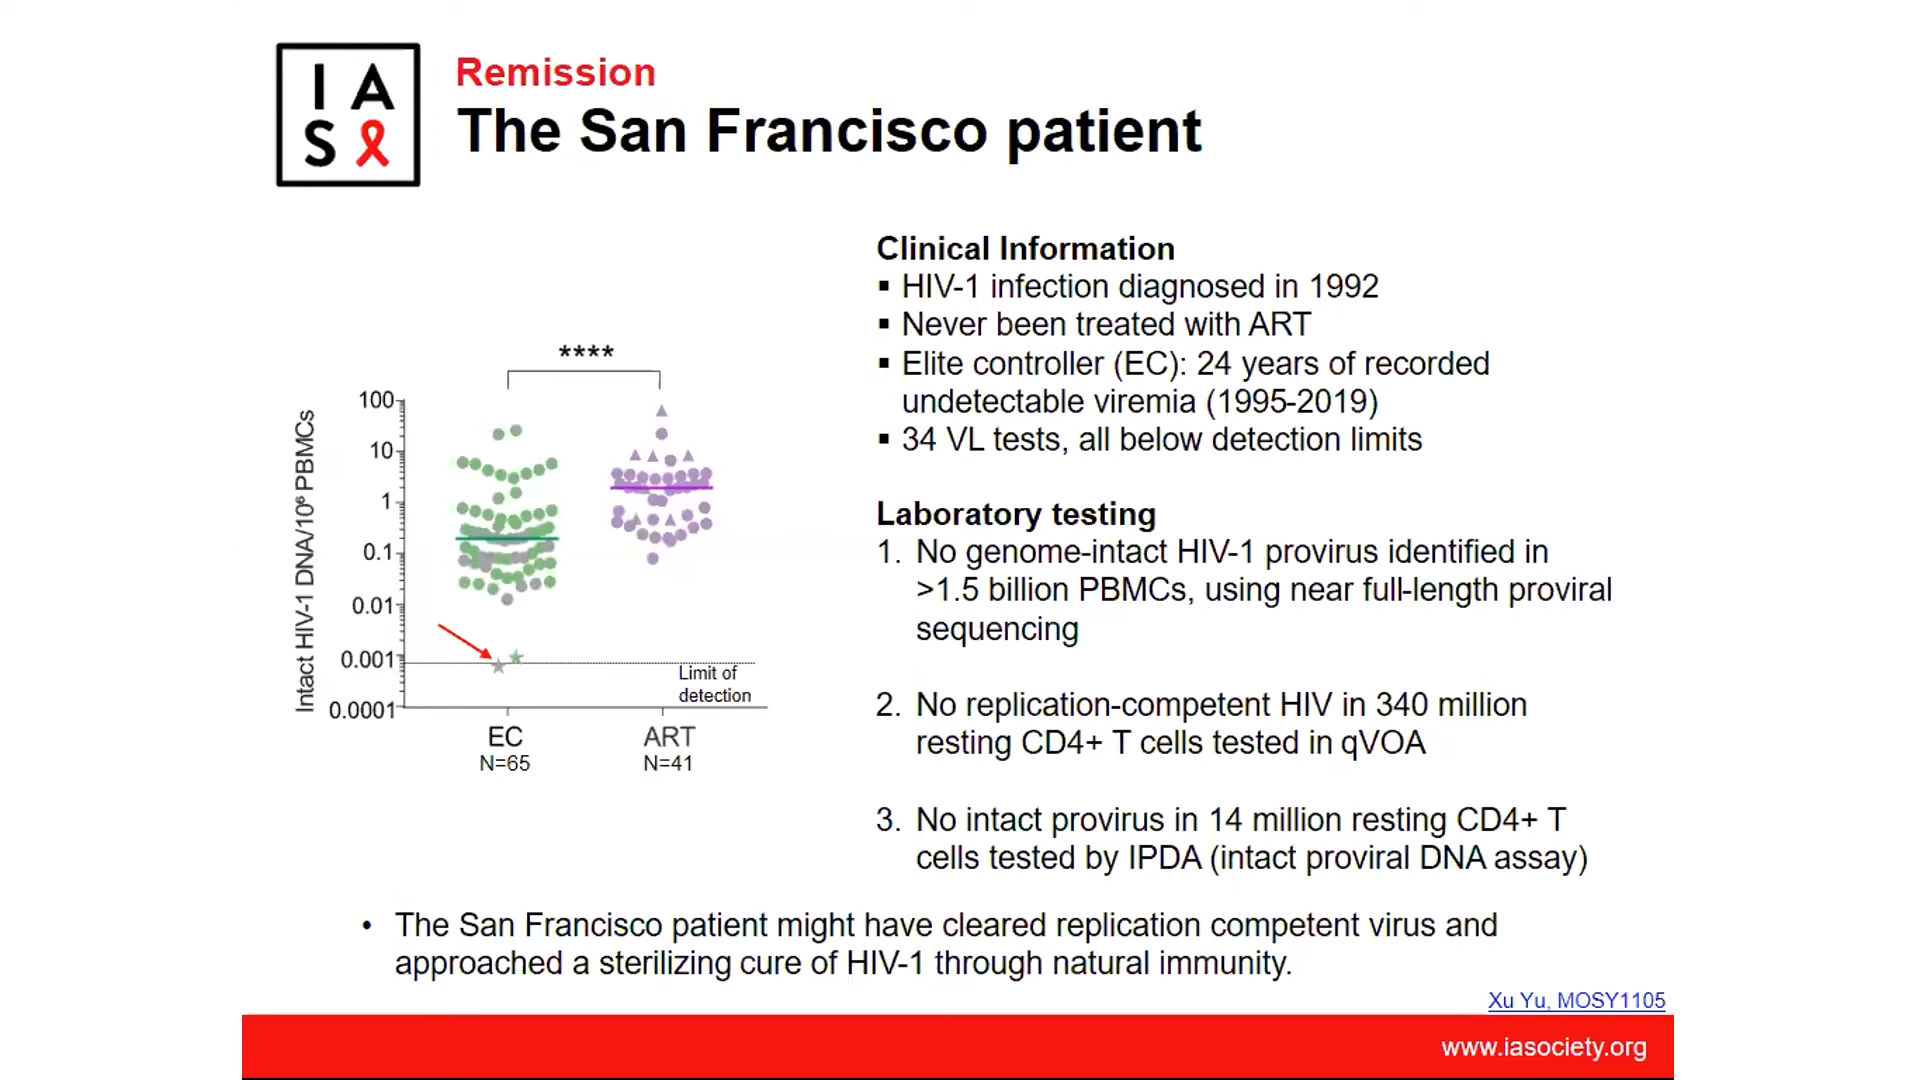 I A
S
Remission
The San Francisco patient
Clinical Information
▪ HIV-1 infection diagnosed in 1992
▪ Never been treated with ART
▪ Elite controller (EC): 24 years of recorded
undetectable viremia (1995-2019)
▪ 34 VL tests, all below detection limits
Laboratory testing
1. No genome-intact HIV-1 provirus identified in
>1.5 billion PBMCs, using near full-length proviral
sequencing
2. No replication-competent HIV in 340 million
resting CD4+ T cells tested in qVOA
3. No intact provirus in 14 million resting CD4+ T
cells tested by IPDA (intact proviral DNA assay)
****
Intact HIV-1 DNA/10⁶ PBMCs
100
10
1
0.1
0.01
0.001
0.0001
Limit of
detection
EC
N=65
ART
N=41
• The San Francisco patient might have cleared replication competent virus and
approached a sterilizing cure of HIV-1 through natural immunity.
Xu Yu, MOSY1105
www.iasociety.org